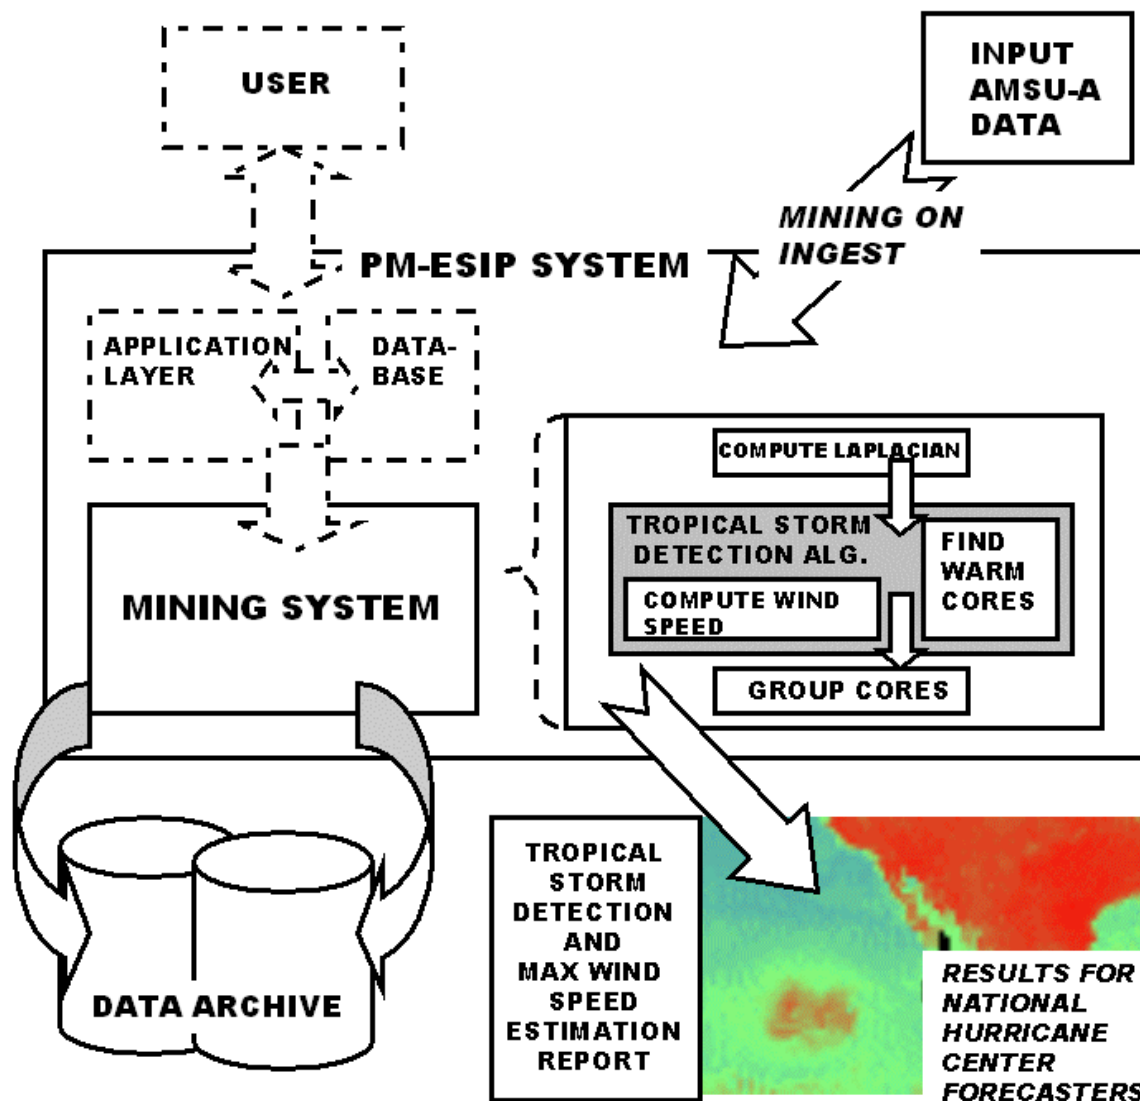 USER
INPUT
AMSU-A
DATA
MINING ON
INGEST
PM-ESIP SYSTEM
APPLICATION
LAYER
DATA-
BASE
MINING SYSTEM
COMPUTE LAPLACIAN
TROPICAL STORM
DETECTION ALG.
FIND
WARM
CORES
COMPUTE WIND
SPEED
GROUP CORES
DATA ARCHIVE
TROPICAL
STORM
DETECTION
AND
MAX WIND
SPEED
ESTIMATION
REPORT
RESULTS FOR
NATIONAL
HURRICANE
CENTER
FORECASTERS